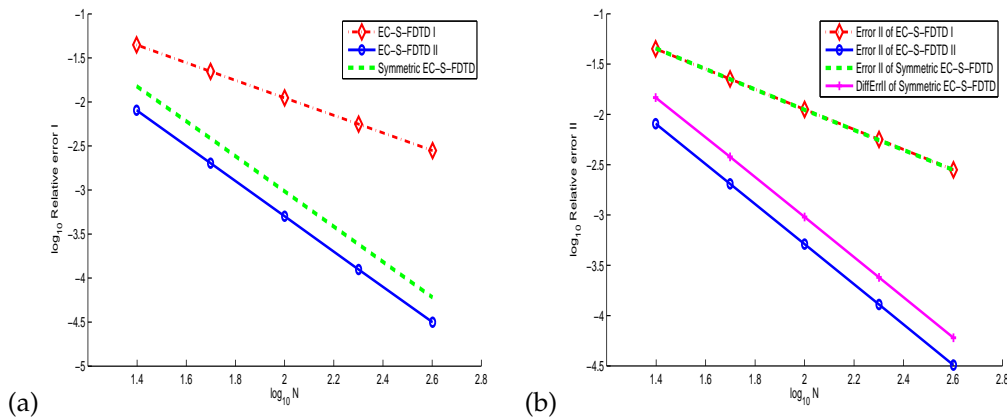 −1
−1.5
−2
−2.5
−3
−3.5
−4
−4.5
−5
log10 Relative error I
EC−S−FDTD I
EC−S−FDTD II
Symmetric EC−S−FDTD
1.4 1.6 1.8 2 2.2 2.4 2.6 2.8
log10 N
(a)
−1
−1.5
−2
−2.5
−3
−3.5
−4
−4.5
log10 Relative error II
Error II of EC−S−FDTD I
Error II of EC−S−FDTD II
Error II of Symmetric EC−S−FDTD
DiffErrII of Symmetric EC−S−FDTD
1.4 1.6 1.8 2 2.2 2.4 2.6 2.8
log10 N
(b)